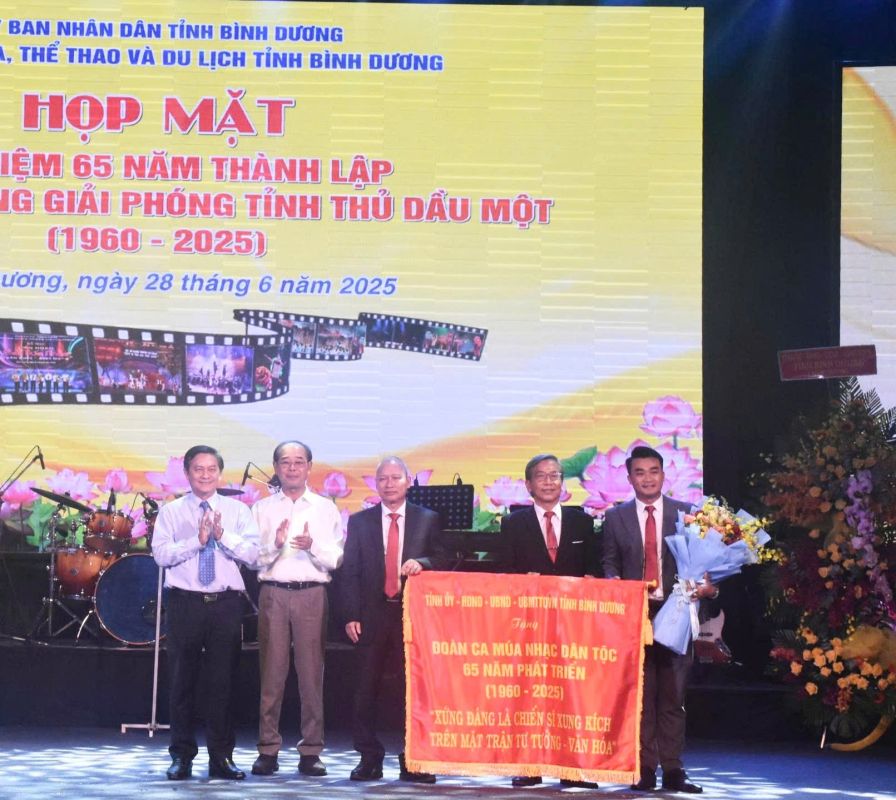 BAN NHÂN DÂN TỈNH BÌNH DƯƠNG
THỂ THAO VÀ DU LỊCH TỈNH BÌNH DƯƠNG
HỌP MẶT
65 NĂM THÀNH LẬP
GIẢI PHÓNG TỈNH THỦ DẦU MỘT
(1960 - 2025)
ngày 28 tháng 6 năm 2025
TỈNH ỦY - HĐND - UBND - UBMTTQVN TỈNH BÌNH DƯƠNG
Tặng
ĐOÀN CA MÚA NHẠC DÂN TỘC
65 NĂM PHÁT TRIỂN
(1960 - 2025)
"XỨNG ĐÁNG LÀ CHIẾN SĨ XUNG KÍCH
TRÊN MẶT TRẬN TƯ TƯỞNG - VĂN HÓA"